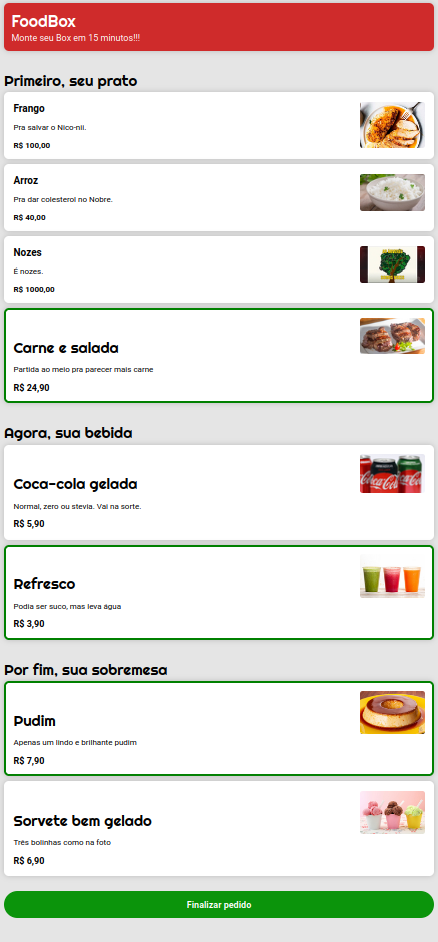 FoodBox
Monte seu Box em 15 minutos!!!
Primeiro, seu prato
Frango
Pra salvar o Nico-nii.
R$ 100,00
Arroz
Pra dar colesterol no Nobre.
R$ 40,00
Nozes
É nozes.
R$ 1000,00
Carne e salada
Partida ao meio pra parecer mais carne
R$ 24,90
Agora, sua bebida
Coca-cola gelada
Normal, zero ou stevia. Vai na sorte.
R$ 5,90
Refresco
Podia ser suco, mas leva água
R$ 3,90
Por fim, sua sobremesa
Pudim
Apenas um lindo e brilhante pudim
R$ 7,90
Sorvete bem gelado
Três bolinhas como na foto
R$ 6,90
Finalizar pedido